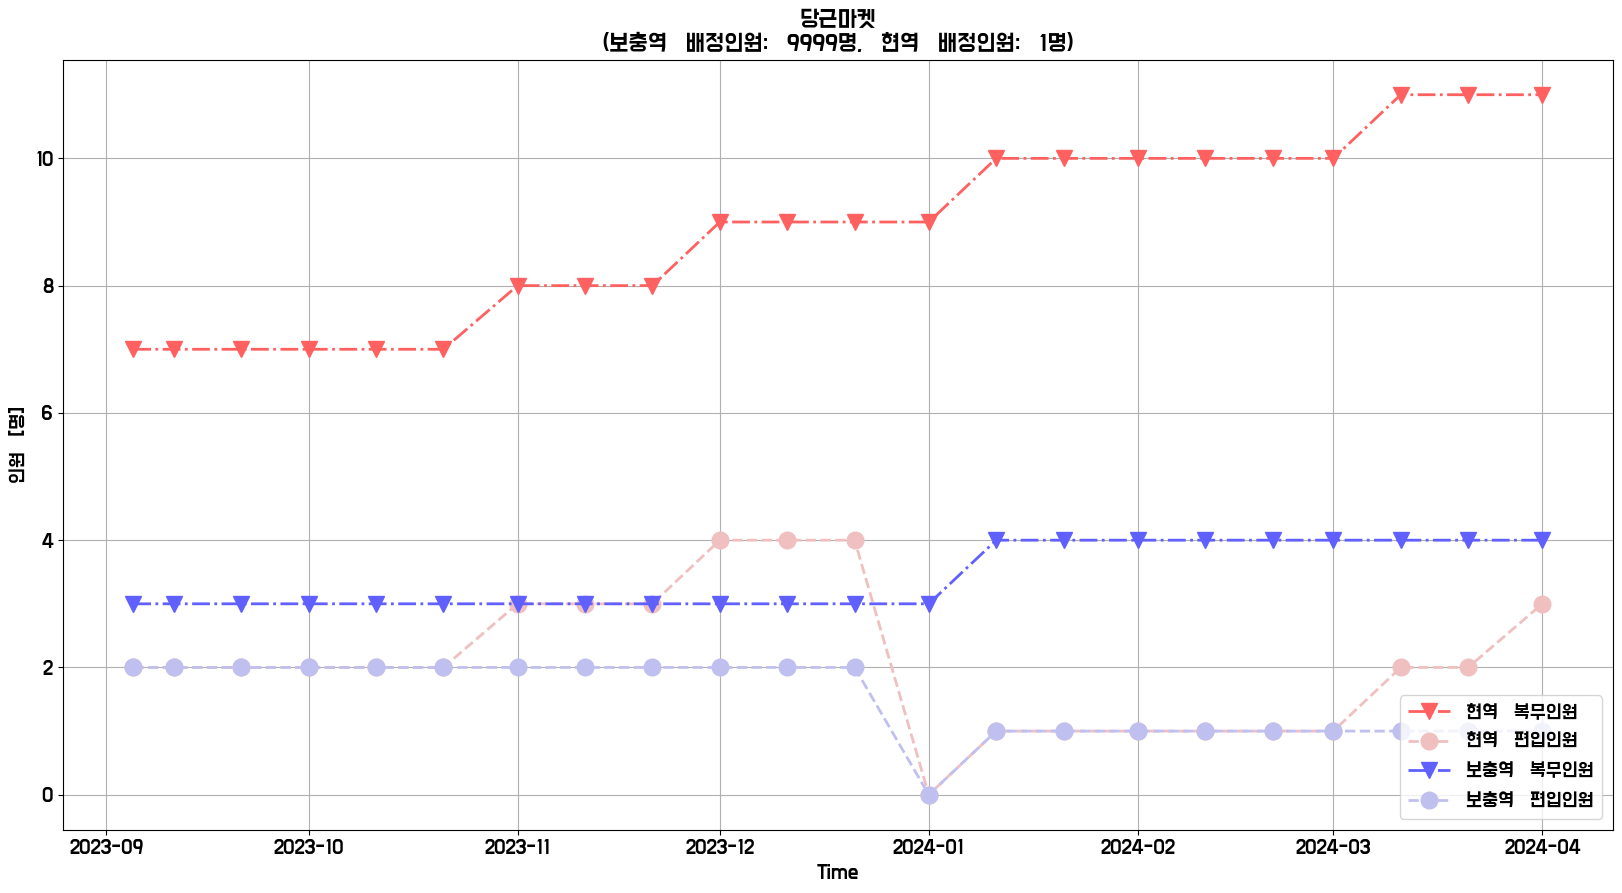 당근마켓
(보충역 배정인원: 9999명, 현역 배정인원: 1명)
인원 [명]
10
8
6
4
2
0
현역 복무인원
현역 편입인원
보충역 복무인원
보충역 편입인원
2023-09 2023-10 2023-11 2023-12 2024-01 2024-02 2024-03 2024-04
Time